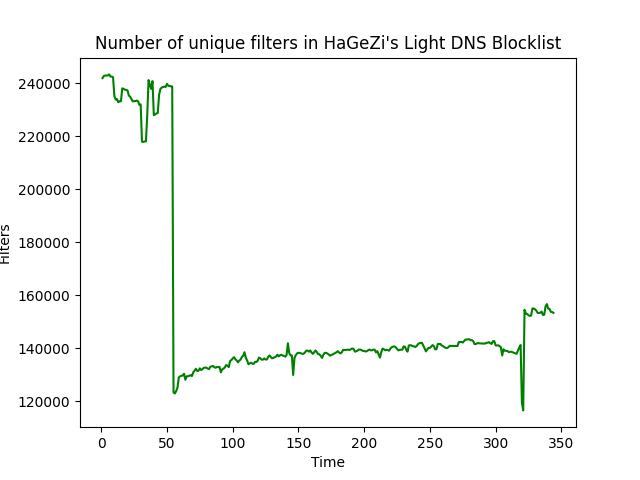 Number of unique filters in HaGeZi's Light DNS Blocklist
Filters
240000
220000
200000
180000
160000
140000
120000
0 50 100 150 200 250 300 350
Time